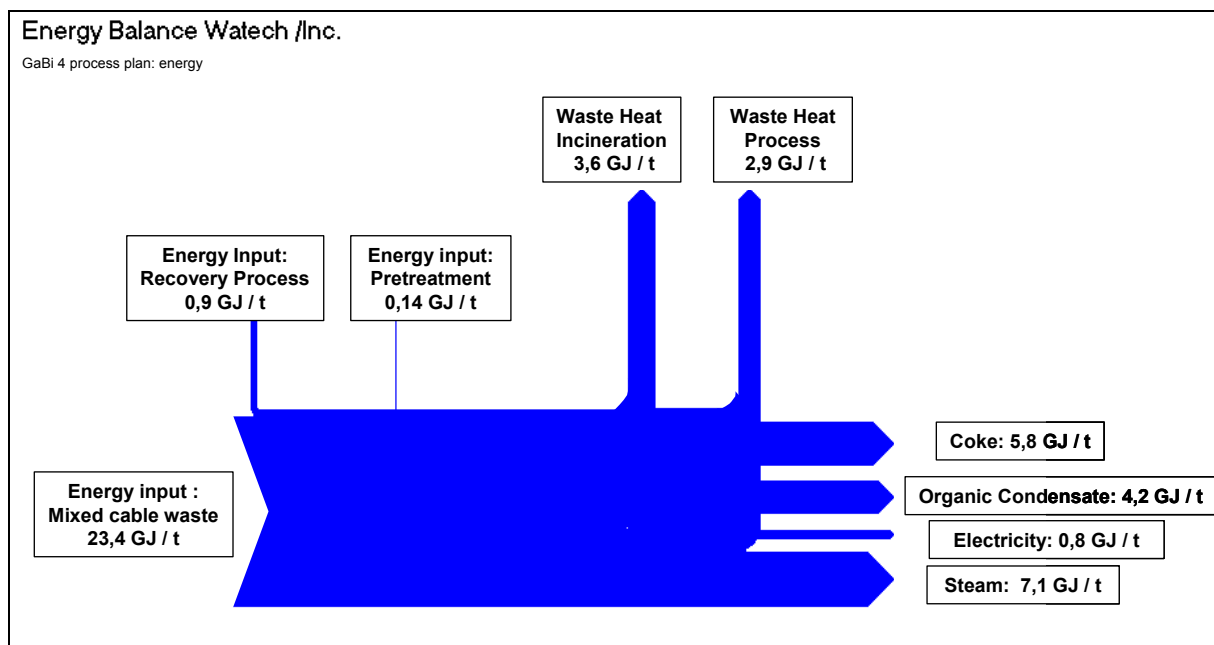 Energy Balance Watech /Inc.
GaBi 4 process plan: energy
Waste Heat
Incineration
3,6 GJ / t
Waste Heat
Process
2,9 GJ / t
Energy Input:
Recovery Process
0,9 GJ / t
Energy input:
Pretreatment
0,14 GJ / t
Energy input :
Mixed cable waste
23,4 GJ / t
Coke: 5,8 GJ / t
Organic Condensate: 4,2 GJ / t
Electricity: 0,8 GJ / t
Steam: 7,1 GJ / t